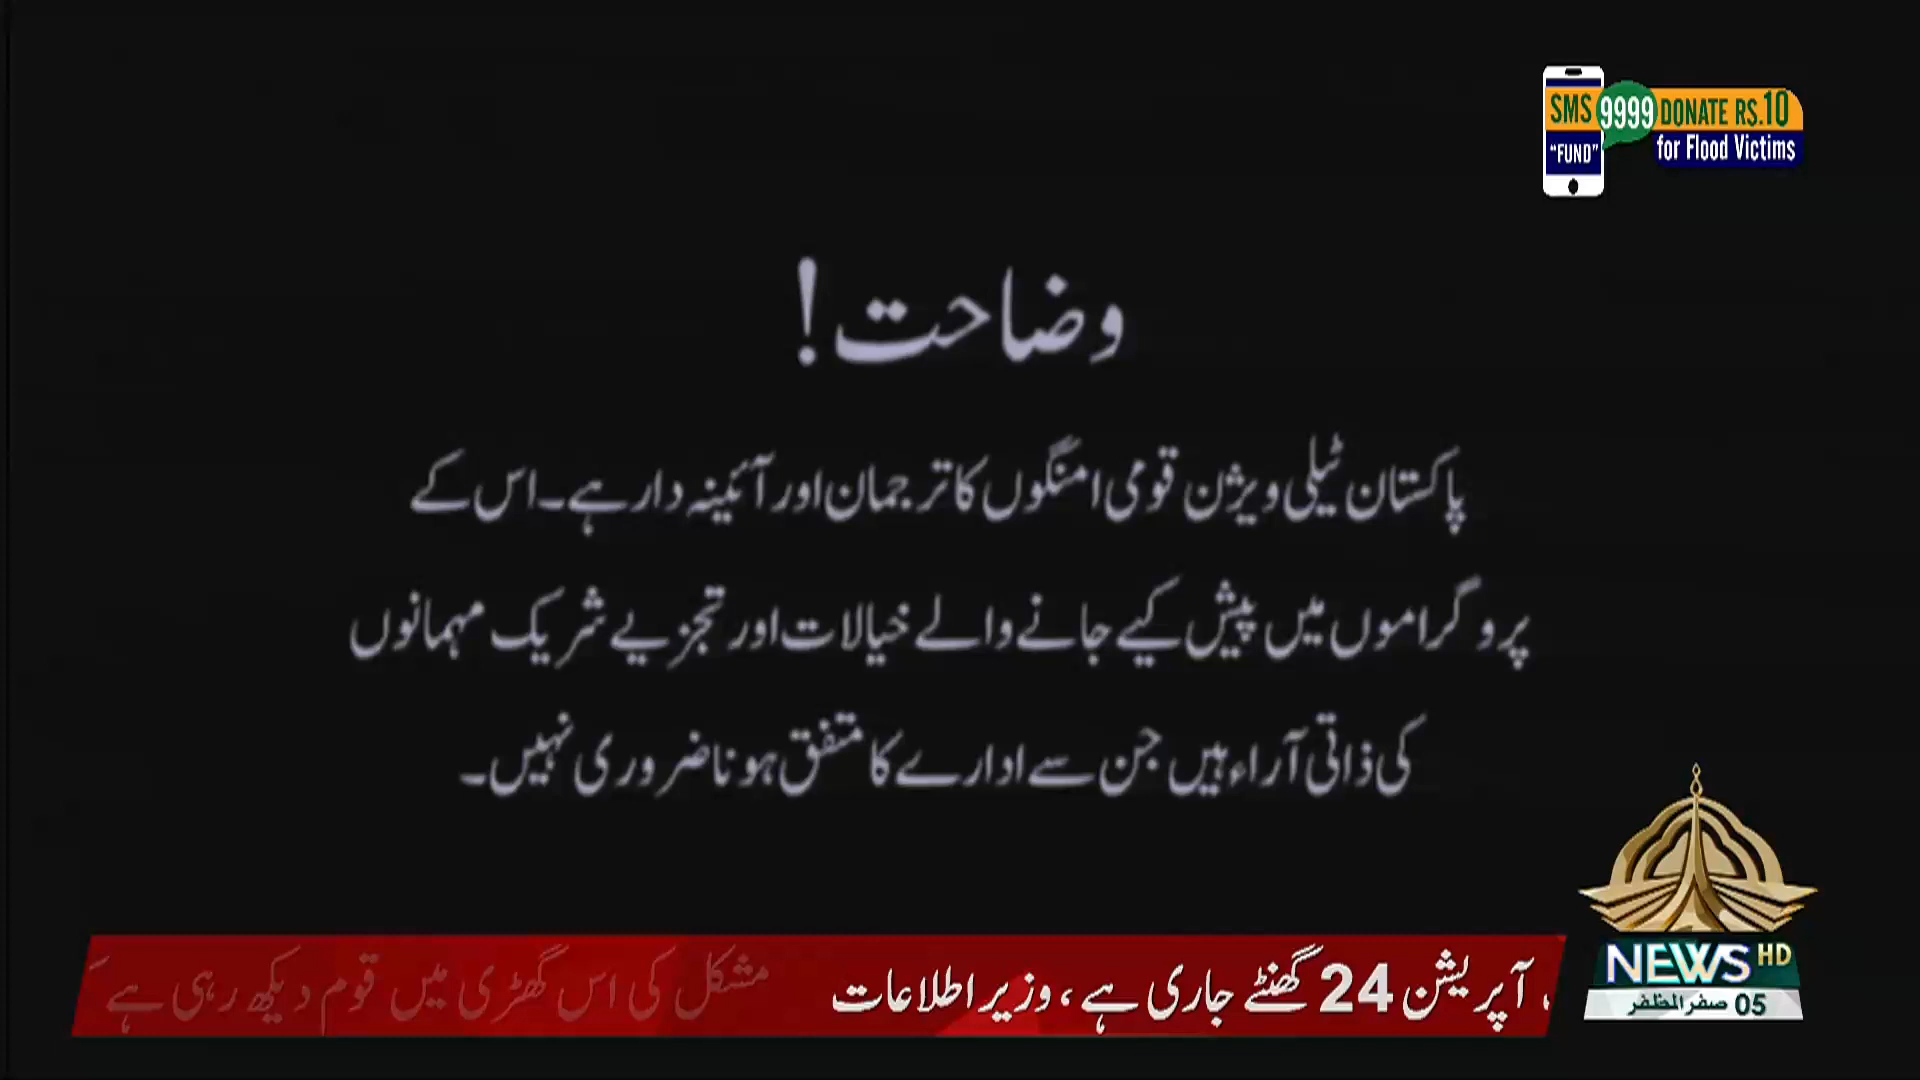 SMS 9999 DONATE RS.10
"FUND" for Flood Victims
وضاحت!
پاکستان ٹیلی ویژن قومی امنگوں کا ترجمان اور آئینہ دار ہے۔ اس کے
پروگراموں میں پیش کیے جانے والے خیالات اور تجزیے شریک مہمانوں
کی ذاتی آراء ہیں جن سے ادارے کا متفق ہونا ضروری نہیں۔
آپریشن 24 گھنٹے جاری ہے، وزیر اطلاعات مشکل کی اس گھڑی میں قوم دیکھ رہی ہے
NEWS HD
05 صفر المظفر